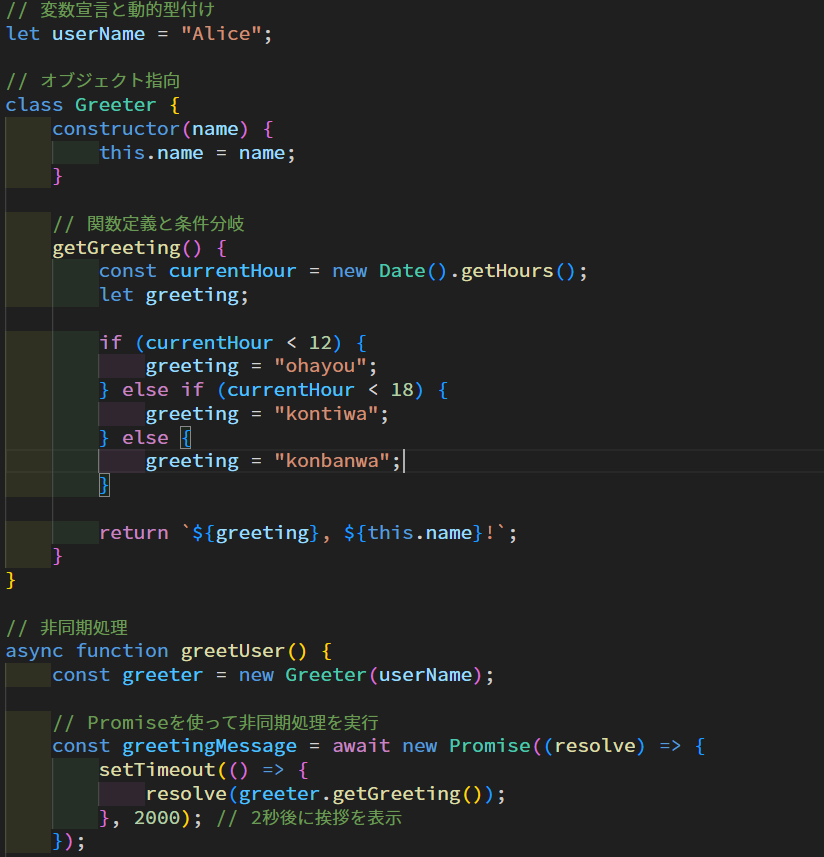 // 変数宣言と動的型付け
let userName = "Alice";
// オブジェクト指向
class Greeter {
    constructor(name) {
        this.name = name;
    }
    // 関数定義と条件分岐
    getGreeting() {
        const currentHour = new Date().getHours();
        let greeting;
        if (currentHour < 12) {
            greeting = "ohayou";
        } else if (currentHour < 18) {
            greeting = "kontiwa";
        } else {
            greeting = "konbanwa";
        }
        return `${greeting}, ${this.name}!`;
    }
}
// 非同期処理
async function greetUser() {
    const greeter = new Greeter(userName);
    // Promiseを使って非同期処理を実行
    const greetingMessage = await new Promise((resolve) => {
        setTimeout(() => {
            resolve(greeter.getGreeting());
        }, 2000); // 2秒後に挨拶を表示
    });